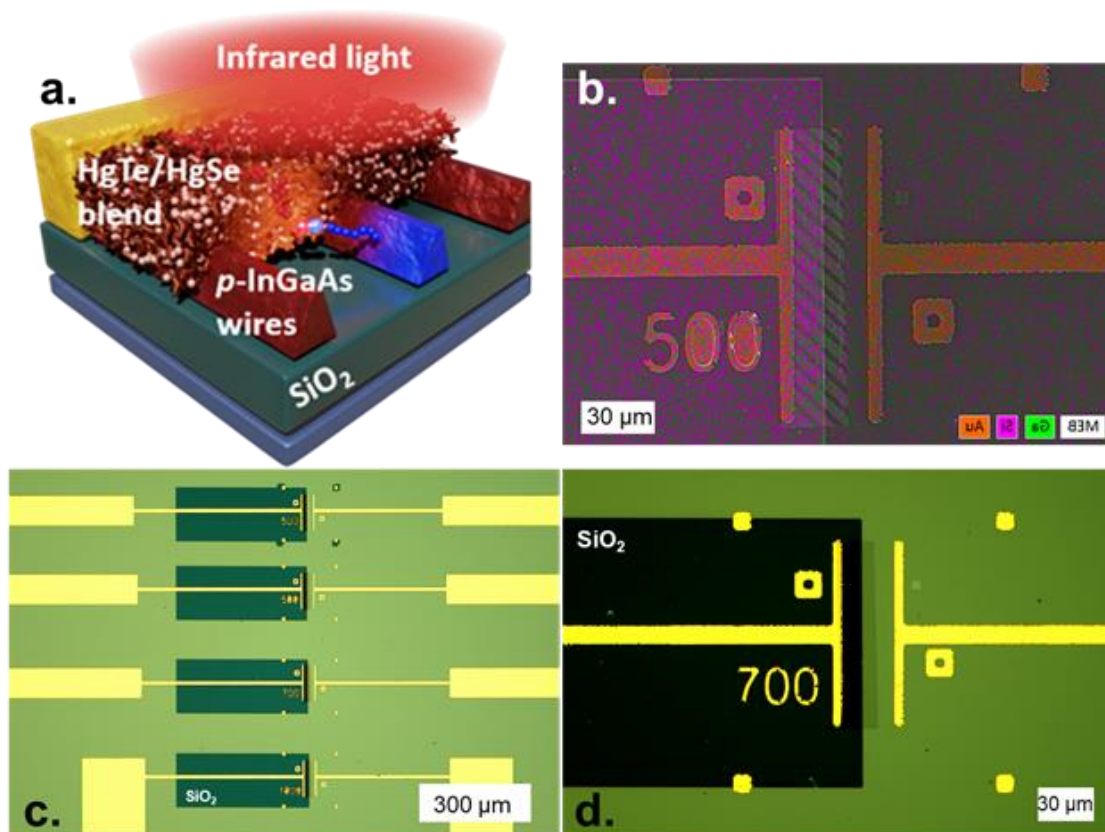 Infrared light
a.
HgTe/HgSe
blend
p-InGaAs
wires
SiO₂
b.
500
30 µm
Au Si Ga MEB
500
500
700
SiO₂
c.
300 µm
SiO₂
700
d.
30 µm